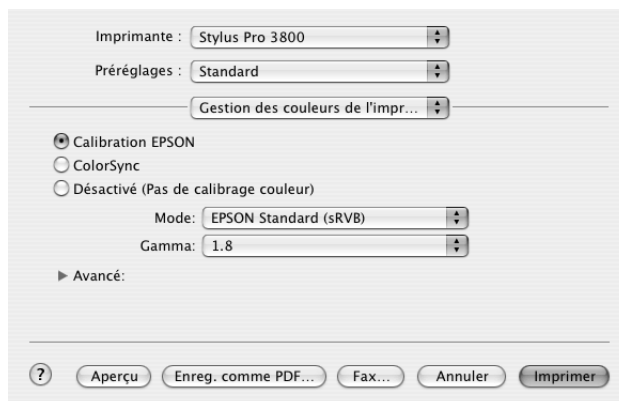 Imprimante : Stylus Pro 3800
Préréglages : Standard
Gestion des couleurs de l'impr...
Calibration EPSON
ColorSync
Désactivé (Pas de calibrage couleur)
Mode: EPSON Standard (sRVB)
Gamma: 1.8
Avancé:
? Aperçu Enreg. comme PDF... Fax... Annuler Imprimer